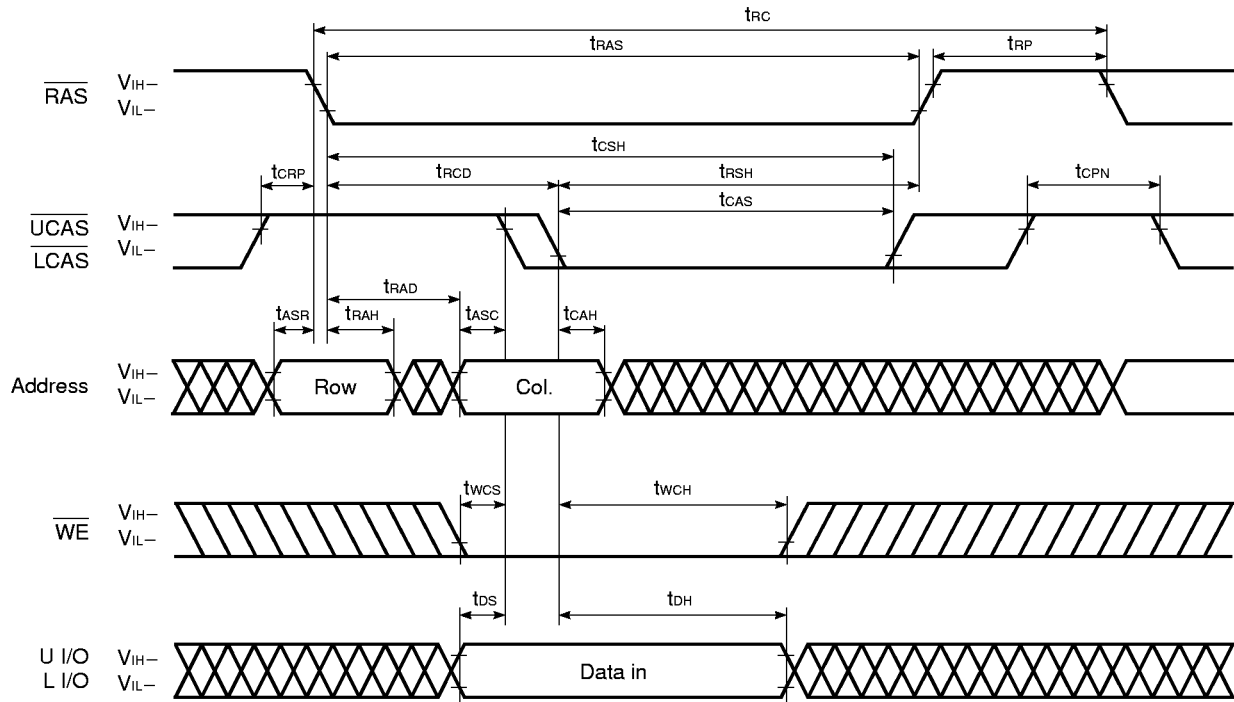 tRC
tRAS
tRP
RAS
VIH–
VIL–
tCSH
tCRP
tRCD
tRSH
tCPN
tCAS
UCAS
LCAS
VIH–
VIL–
tRAD
tASR
tRAH
tASC
tCAH
Address
VIH–
VIL–
Row
Col.
tWCS
tWCH
WE
VIH–
VIL–
tDS
tDH
U I/O
L I/O
VIH–
VIL–
Data in